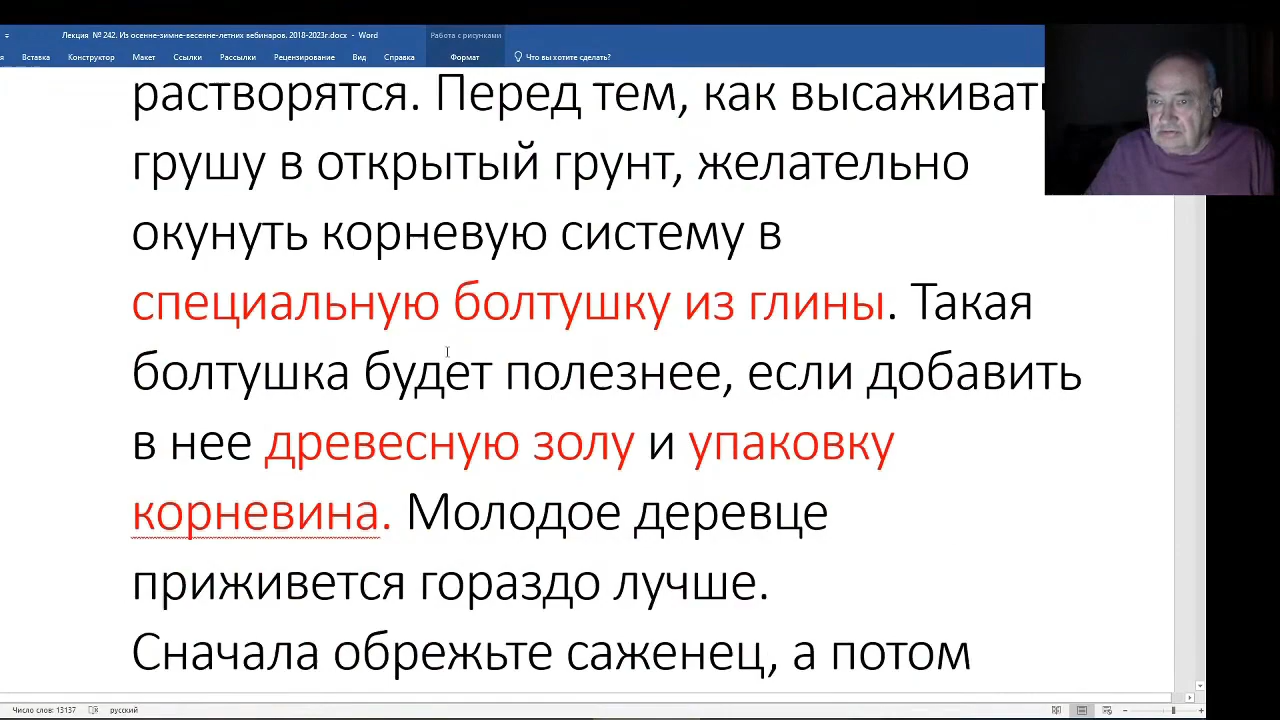 Лекция № 242. Из осенне-зимне-весенне-летних вебинаров. 2018-2023г.docx - Word
Работа с рисунками
Вставка Конструктор Макет Ссылки Рассылки Рецензирование Вид Справка Формат Что вы хотите сделать?
растворятся. Перед тем, как высаживать
грушу в открытый грунт, желательно
окунуть корневую систему в
специальную болтушку из глины. Такая
болтушка будет полезнее, если добавить
в нее древесную золу и упаковку
корневина. Молодое деревце
приживется гораздо лучше.
Сначала обрежьте саженец, а потом
Число слов: 13137 русский